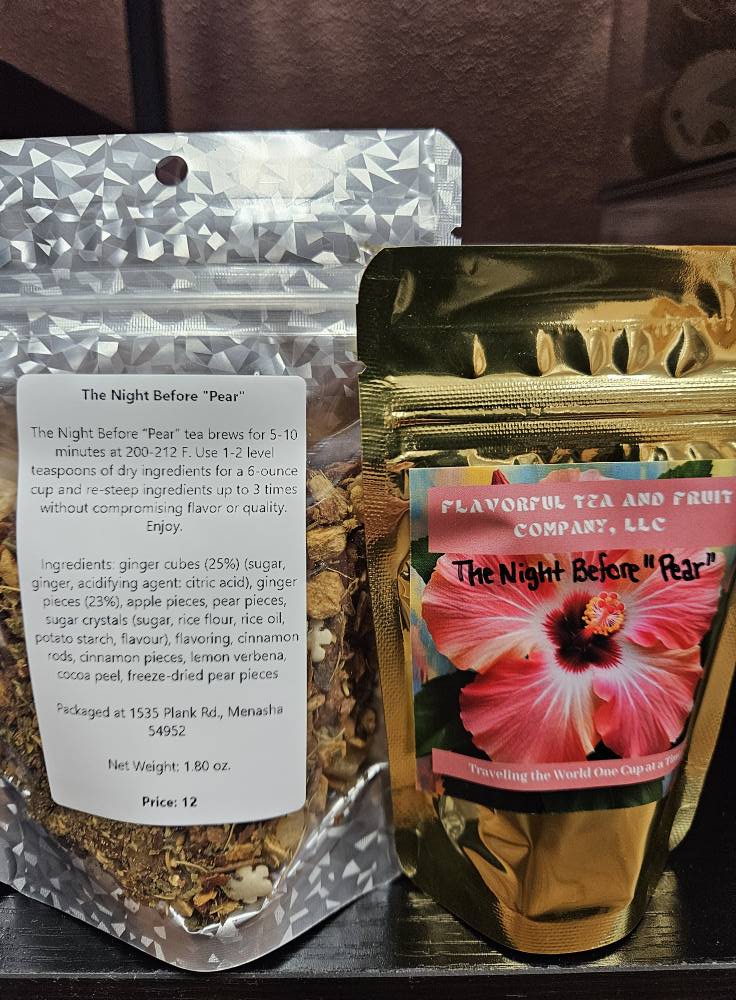 The Night Before "Pear"
The Night Before "Pear" tea brews for 5-10
minutes at 200-212 F. Use 1-2 level
teaspoons of dry ingredients for a 6-ounce
cup and re-steep ingredients up to 3 times
without compromising flavor or quality.
Enjoy.
Ingredients: ginger cubes (25%) (sugar,
ginger, acidifying agent: citric acid), ginger
pieces (23%), apple pieces, pear pieces,
sugar crystals (sugar, rice flour, rice oil,
potato starch, flavour), flavoring, cinnamon
rods, cinnamon pieces, lemon verbena,
cocoa peel, freeze-dried pear pieces
Packaged at 1535 Plank Rd., Menasha
54952
Net Weight: 1.80 oz.
Price: 12
FLAVORFUL TEA AND FRUIT
COMPANY, LLC
The Night Before "Pear"
Traveling the World One Cup at a